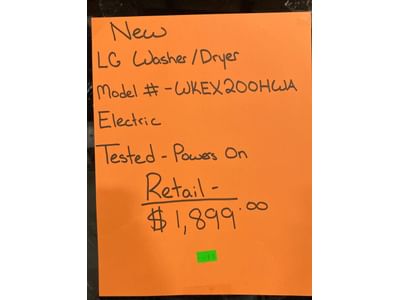 New
LG Washer/Dryer
Model # - WKEX200HWA
Electric
Tested - Powers On
Retail -
$1,899.00